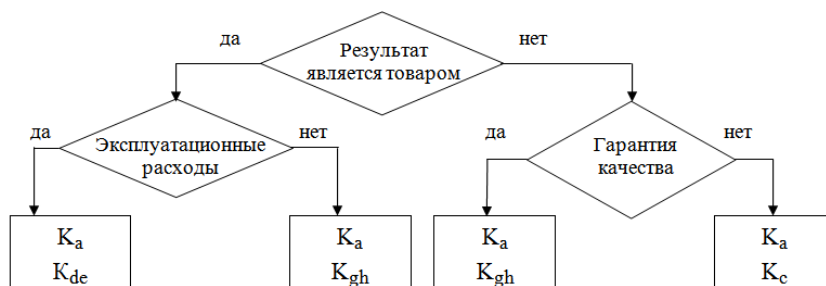 да
Результат
является товаром
нет
да
Эксплуатационные
расходы
нет
да
Гарантия
качества
нет
Ka
Kde
Ka
Kgh
Ka
Kgh
Ka
Kc